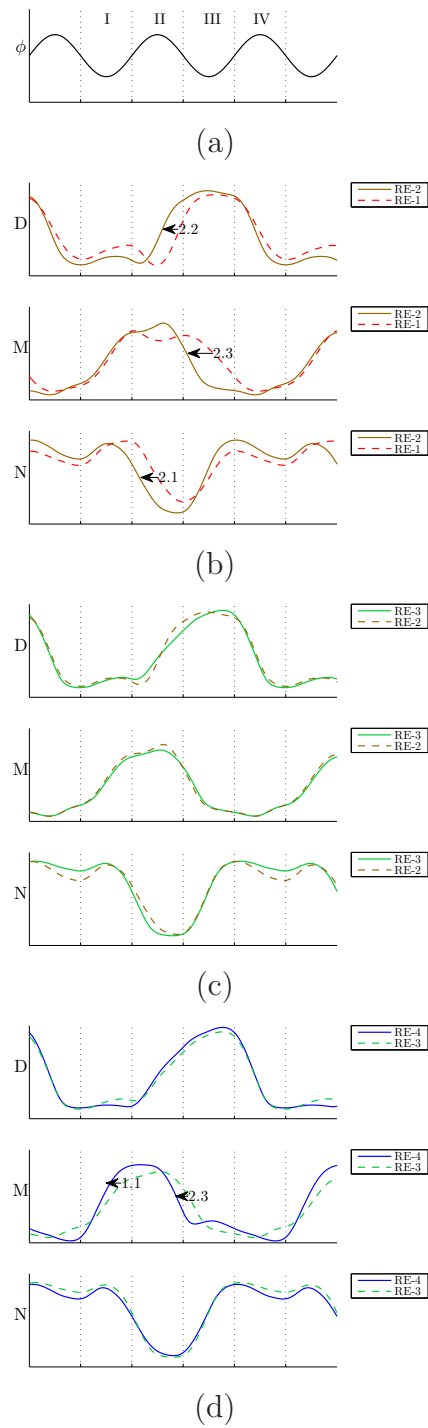 I II III IV
ϕ
(a)
D
2.2
RE-2
RE-1
M
2.3
RE-2
RE-1
N
2.1
RE-2
RE-1
(b)
D
RE-3
RE-2
M
RE-3
RE-2
N
RE-3
RE-2
(c)
D
RE-4
RE-3
M
1.1
2.3
RE-4
RE-3
N
RE-4
RE-3
(d)